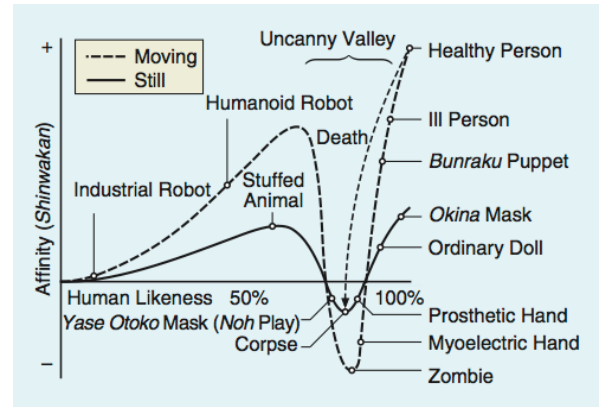 +
Moving
Still
Uncanny Valley
Healthy Person
Humanoid Robot
Death
Ill Person
Bunraku Puppet
Industrial Robot
Stuffed
Animal
Okina Mask
Ordinary Doll
Affinity (Shinwakan)
Human Likeness 50% 100%
Yase Otoko Mask (Noh Play)
Corpse
Prosthetic Hand
Myoelectric Hand
Zombie
–